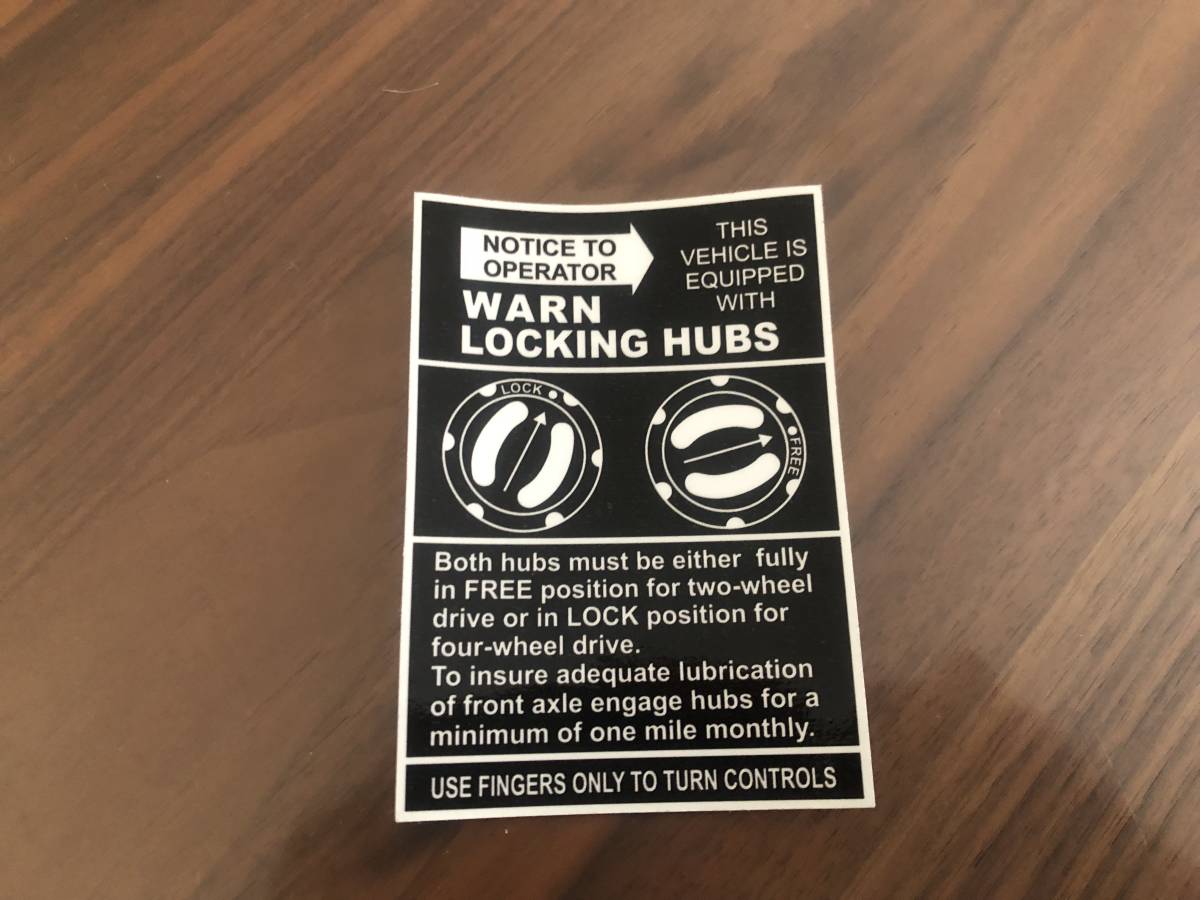 NOTICE TO
OPERATOR
THIS
VEHICLE IS
EQUIPPED
WITH
WARN
LOCKING HUBS
LOCK
FREE
Both hubs must be either fully
in FREE position for two-wheel
drive or in LOCK position for
four-wheel drive.
To insure adequate lubrication
of front axle engage hubs for a
minimum of one mile monthly.
USE FINGERS ONLY TO TURN CONTROLS